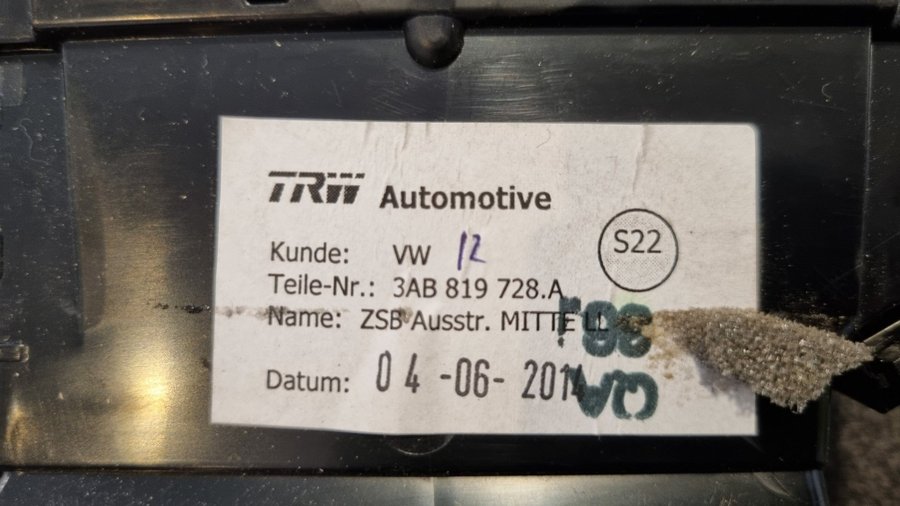 TRW Automotive
Kunde: VW 12
S22
Teile-Nr.: 3AB 819 728.A
Name: ZSB Ausstr. MITTE LL
Datum: 04-06-2014
QA